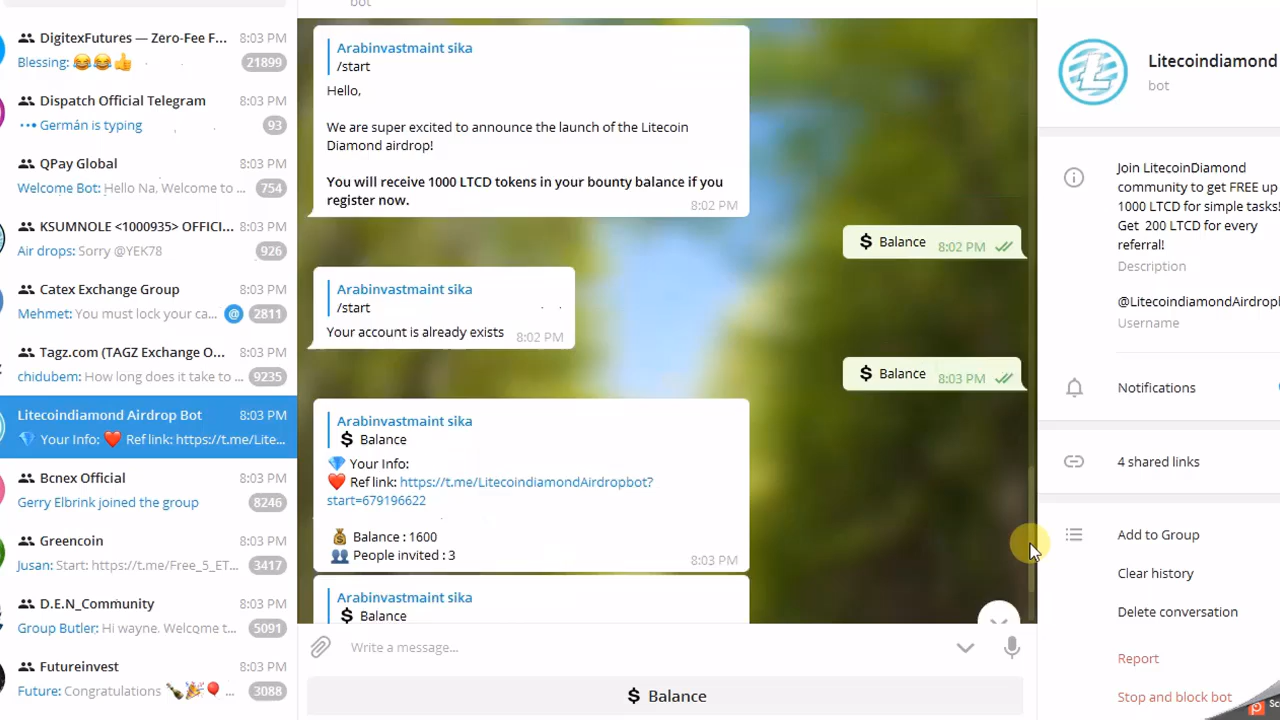 bot
DigitexFutures — Zero-Fee F... 8:03 PM
Blessing: 😂😂👍 21899
Dispatch Official Telegram 8:03 PM
Germán is typing 93
QPay Global 8:03 PM
Welcome Bot: Hello Na, Welcome to ... 754
KSUMNOLE <1000935> OFFICI... 8:03 PM
Air drops: Sorry @YEK78 926
Catex Exchange Group 8:03 PM
Mehmet: You must lock your ca... @ 2811
Tagz.com (TAGZ Exchange O... 8:03 PM
chidubem: How long does it take to ... 9235
Litecoindiamond Airdrop Bot 8:03 PM
💎 Your Info: ❤️ Ref link: https://t.me/Lite...
Bcnex Official 8:03 PM
Gerry Elbrink joined the group 8246
Greencoin 8:03 PM
Jusan: Start: https://t.me/Free_5_ET... 3417
D.E.N_Community 8:03 PM
Group Butler: Hi wayne. Welcome t... 5091
Futureinvest 8:03 PM
Future: Congratulations 🍾🎉🎈 ... 3088
Arabinvastmaint sika
/start
Hello,
We are super excited to announce the launch of the Litecoin
Diamond airdrop!
You will receive 1000 LTCD tokens in your bounty balance if you
register now. 8:02 PM
$ Balance 8:02 PM
Arabinvastmaint sika
/start
Your account is already exists 8:02 PM
$ Balance 8:03 PM
Arabinvastmaint sika
$ Balance
💎 Your Info:
❤️ Ref link: https://t.me/LitecoindiamondAirdropbot?
start=679196622
💰 Balance : 1600
👥 People invited : 3
8:03 PM
Arabinvastmaint sika
$ Balance
Write a message...
$ Balance
Litecoindiamond
bot
Join LitecoinDiamond
community to get FREE up
1000 LTCD for simple tasks!
Get 200 LTCD for every
referral!
Description
@LitecoindiamondAirdrop
Username
Notifications
4 shared links
Add to Group
Clear history
Delete conversation
Report
Stop and block bot